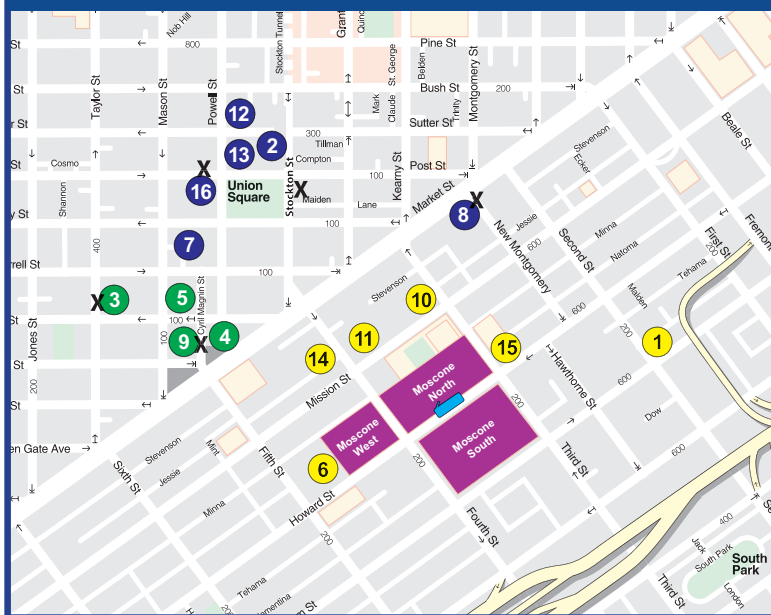 Nob Hill
800
Stockton Tunnel
Grant
Quinc
St. George
Pine St
Belden
Bush St
200
Montgomery St
Taylor St
Mason St
Powell St
Mark
Claude
Trinity
Sutter St
12
300
Tillman
2
13
Compton
Post St
Stevenson
Ecker
Beale St
Cosmo
X
16
Union
Square
Stockton St
X
Maiden
Lane
100
Kearny St
Market St
X
8
Shannon
100
New Montgomery
Jessie
600
Second St
Minna
Natoma
200
First St
Fremont
400
7
rrell St
100
Stevenson
Tehama
Malden
X
3
5
Cyril Magnin St
10
600
200
1
100
100
9
X
4
11
14
15
Jones St
200
Mission St
Moscone
North
Hawthorne St
600
200
Dow
600
Moscone
West
Moscone
South
en Gate Ave
Stevenson
Jessie
Mint
Fifth St
6
Howard St
200
Third St
Sixth St
Minna
200
Fourth St
400
Jack
South Park
South
Park
London
Third St
Tehama
200